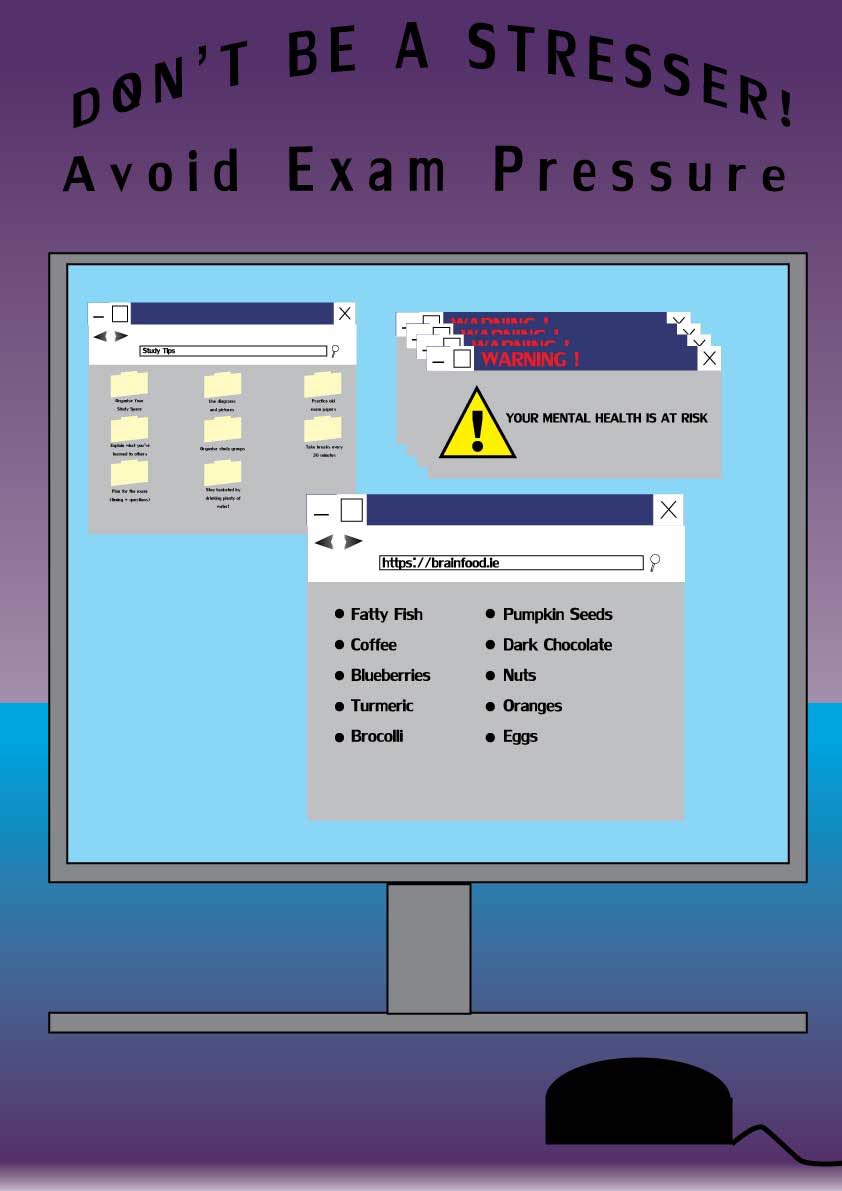 DON'T BE A STRESSER!
Avoid Exam Pressure
Study Tips
Organise Your
Study Space
Use diagrams
and pictures
Practice old
exam papers
Explain what you've
learned to others
Organise study groups
Take breaks every
30 minutes
Plan for the exam
(timing + questions)
Stay hydrated by
drinking plenty of
water!
WARNING !
WARNING !
WARNING !
WARNING !
YOUR MENTAL HEALTH IS AT RISK
https://brainfood.ie
Fatty Fish
Coffee
Blueberries
Turmeric
Brocolli
Pumpkin Seeds
Dark Chocolate
Nuts
Oranges
Eggs